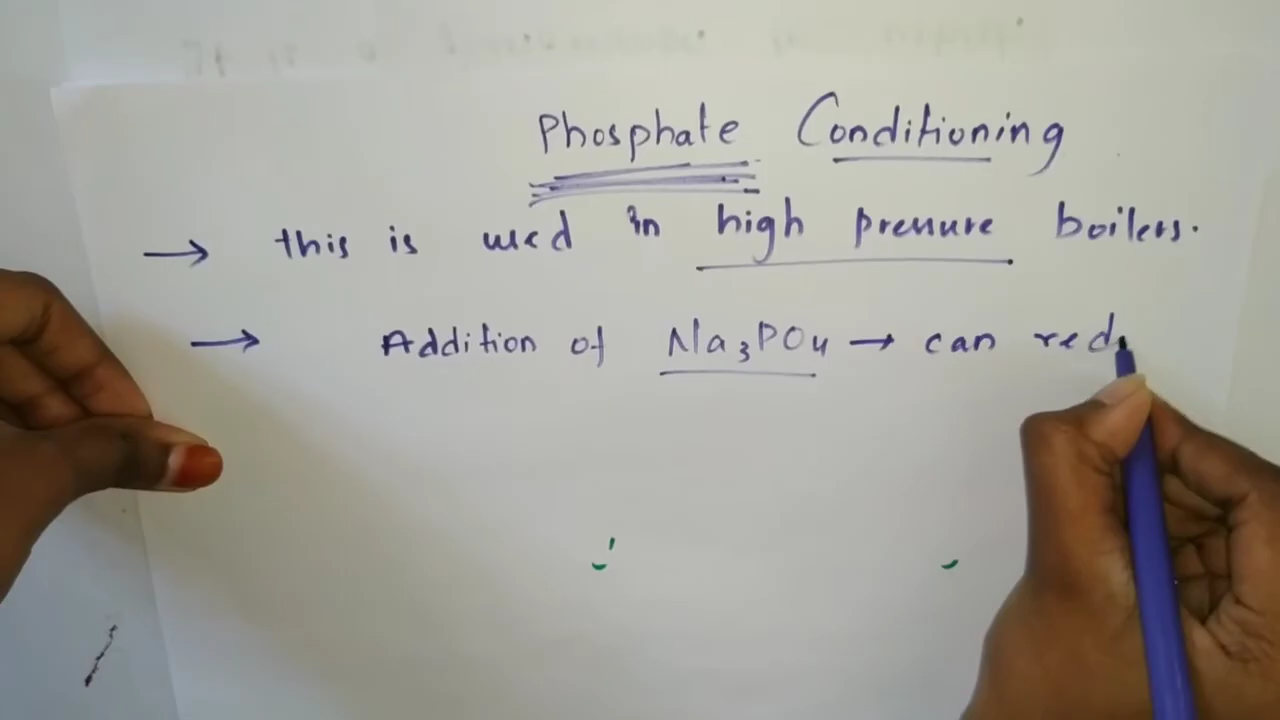 Phosphate Conditioning
→ this is used in high pressure boilers.
→ Addition of Na₃PO₄ → can red